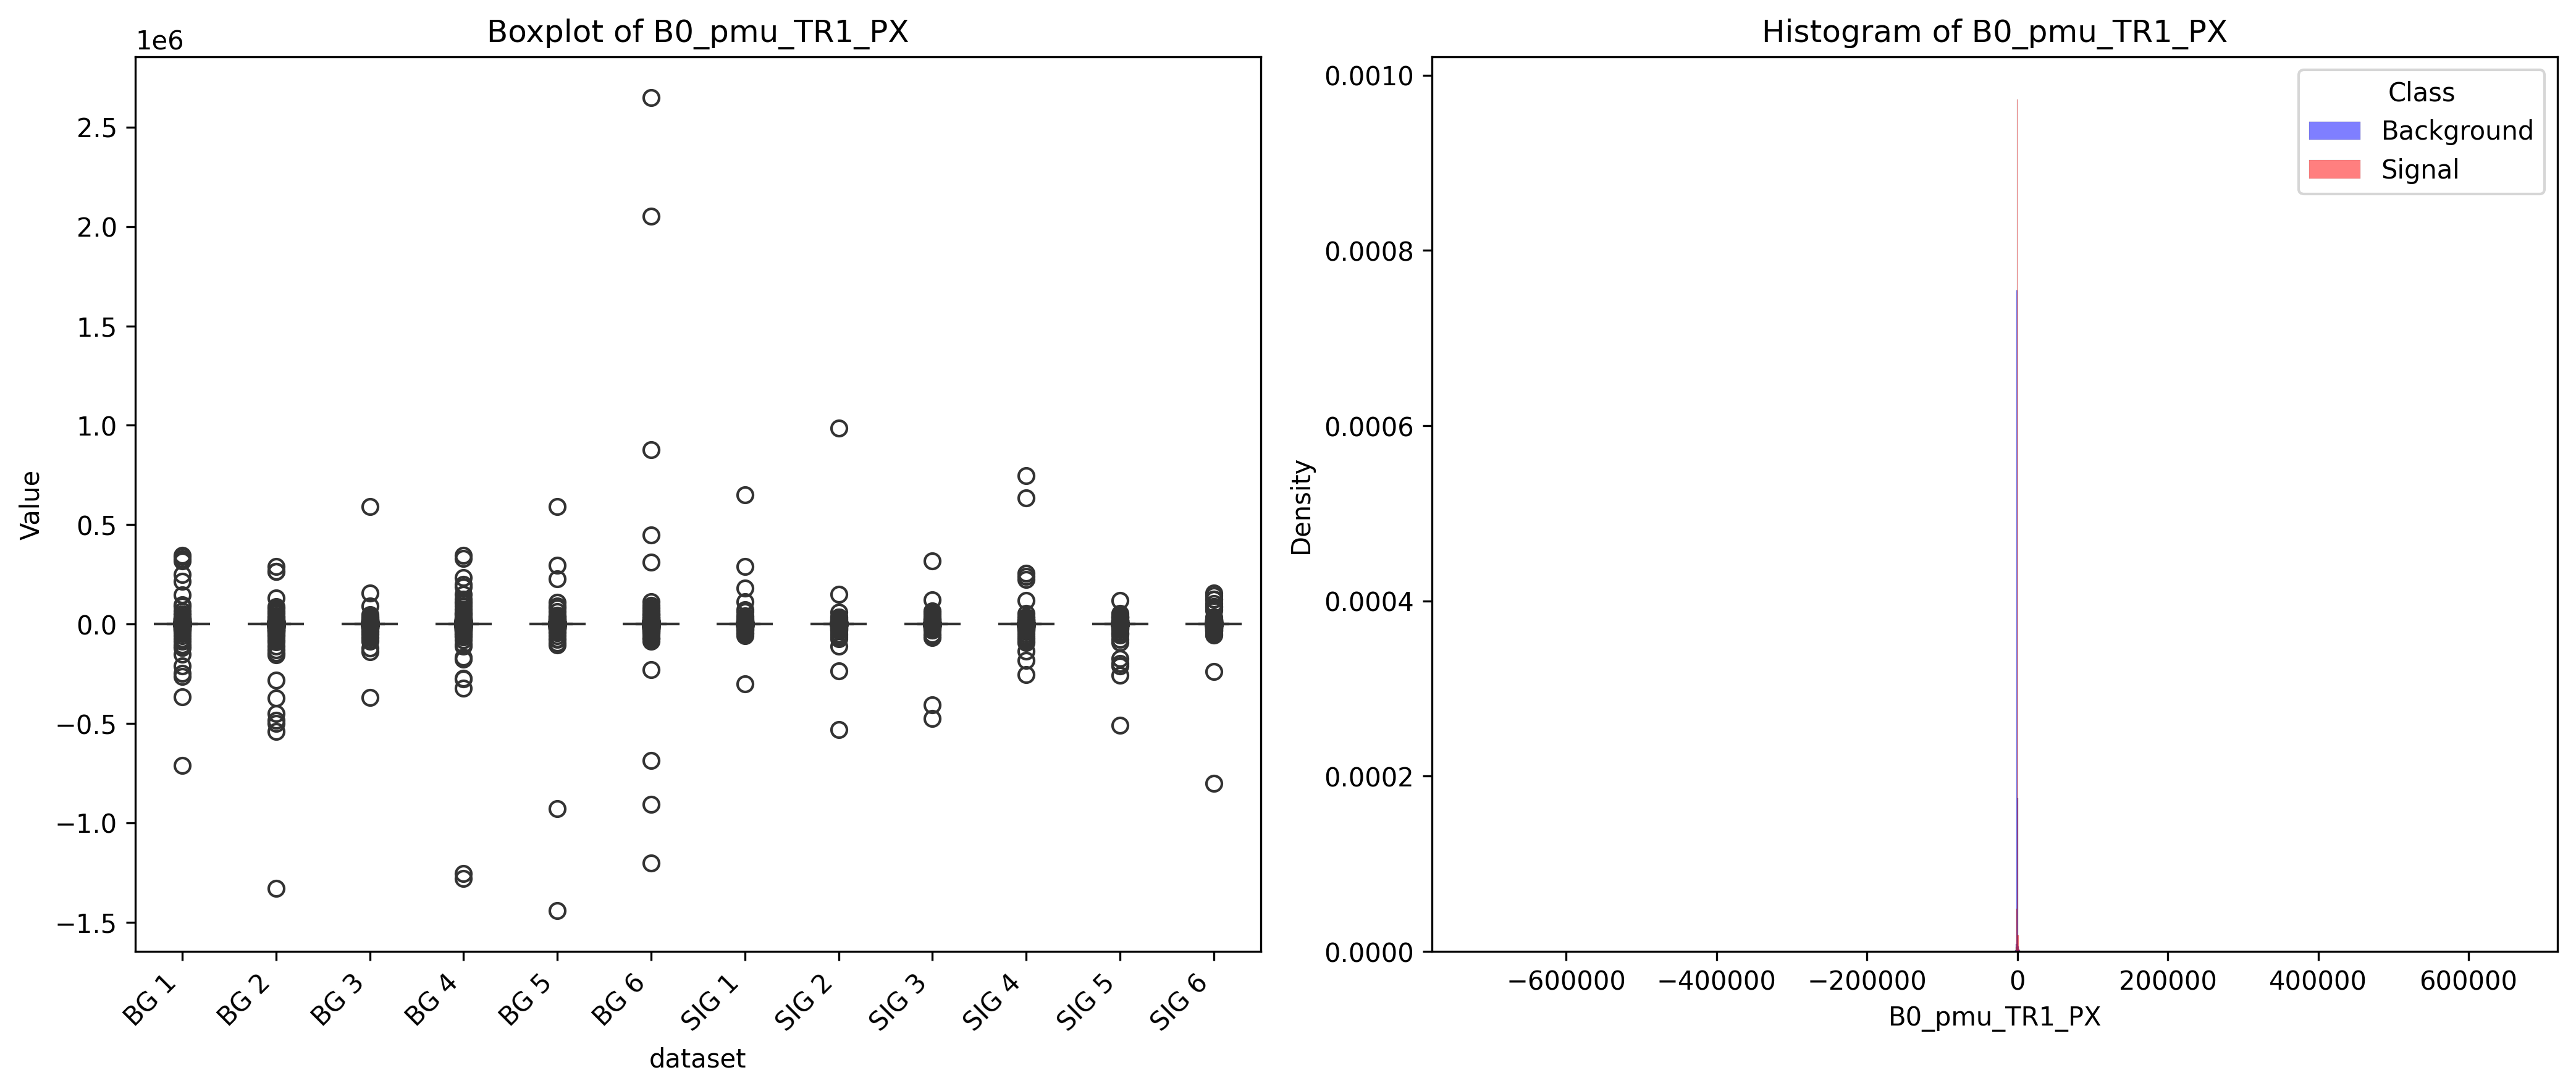 Boxplot of B0_pmu_TR1_PX
1e6
2.5
2.0
1.5
1.0
0.5
0.0
−0.5
−1.0
−1.5
Value
BG 1
BG 2
BG 3
BG 4
BG 5
BG 6
SIG 1
SIG 2
SIG 3
SIG 4
SIG 5
SIG 6
dataset
Histogram of B0_pmu_TR1_PX
Class
Background
Signal
0.0010
0.0008
0.0006
0.0004
0.0002
0.0000
Density
−600000 −400000 −200000 0 200000 400000 600000
B0_pmu_TR1_PX